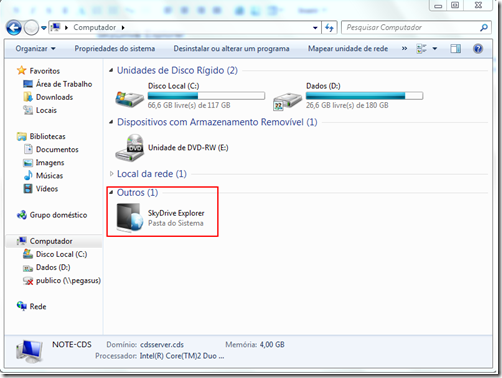 Computador
Pesquisar Computador
Organizar Propriedades do sistema Desinstalar ou alterar um programa Mapear unidade de rede »
Favoritos
Área de Trabalho
Downloads
Locais
Bibliotecas
Documentos
Imagens
Músicas
Vídeos
Grupo doméstico
Computador
Disco Local (C:)
Dados (D:)
publico (\\pegasus)
Rede
Unidades de Disco Rígido (2)
Disco Local (C:)
66,6 GB livre(s) de 117 GB
Dados (D:)
26,6 GB livre(s) de 180 GB
Dispositivos com Armazenamento Removível (1)
Unidade de DVD-RW (E:)
DVD
Local da rede (1)
Outros (1)
SkyDrive Explorer
Pasta do Sistema
NOTE-CDS Domínio: cdsserver.cds Memória: 4,00 GB
Processador: Intel(R) Core(TM)2 Duo ...